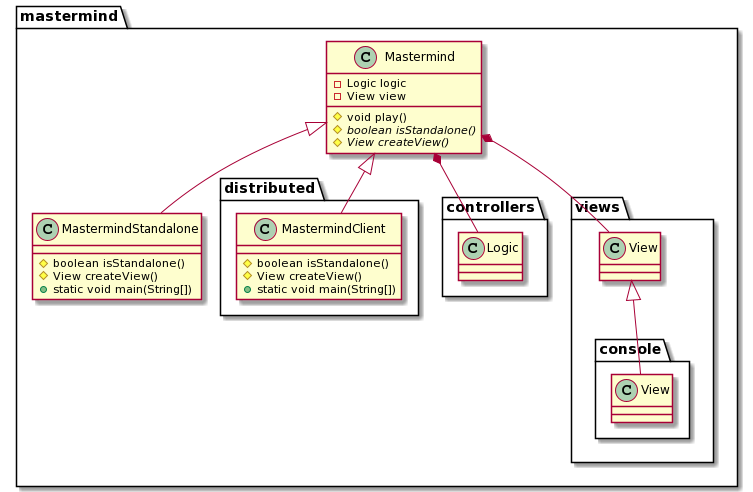 mastermind
C Mastermind
Logic logic
View view
void play()
boolean isStandalone()
View createView()
C MastermindStandalone
boolean isStandalone()
View createView()
static void main(String[])
distributed
C MastermindClient
boolean isStandalone()
View createView()
static void main(String[])
controllers
C Logic
views
C View
console
C View